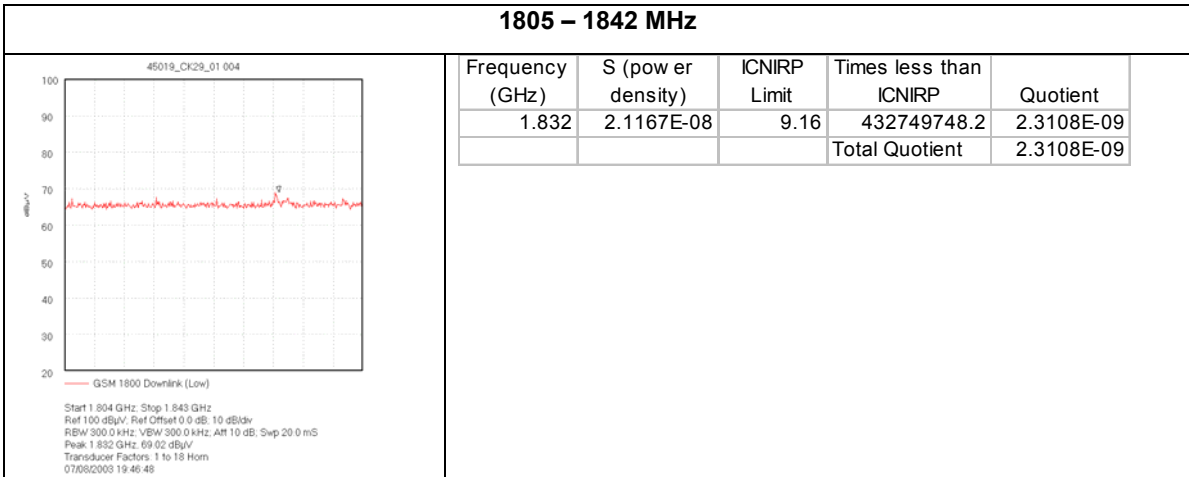 1805 – 1842 MHz
45019_CK29_01 004
100
90
80
70
60
50
40
30
20
dBµV
GSM 1800 Downlink (Low)
Start 1.804 GHz; Stop 1.843 GHz
Ref 100 dBµV; Ref Offset 0.0 dB; 10 dB/div
RBW 300.0 kHz; VBW 300.0 kHz; Att 10 dB; Swp 20.0 mS
Peak 1.832 GHz, 69.02 dBµV
Transducer Factors: 1 to 18 Horn
07/08/2003 19:46:48
Frequency (GHz) S (pow er density) ICNIRP Limit Times less than ICNIRP Quotient
1.832 2.1167E-08 9.16 432749748.2 2.3108E-09
Total Quotient 2.3108E-09